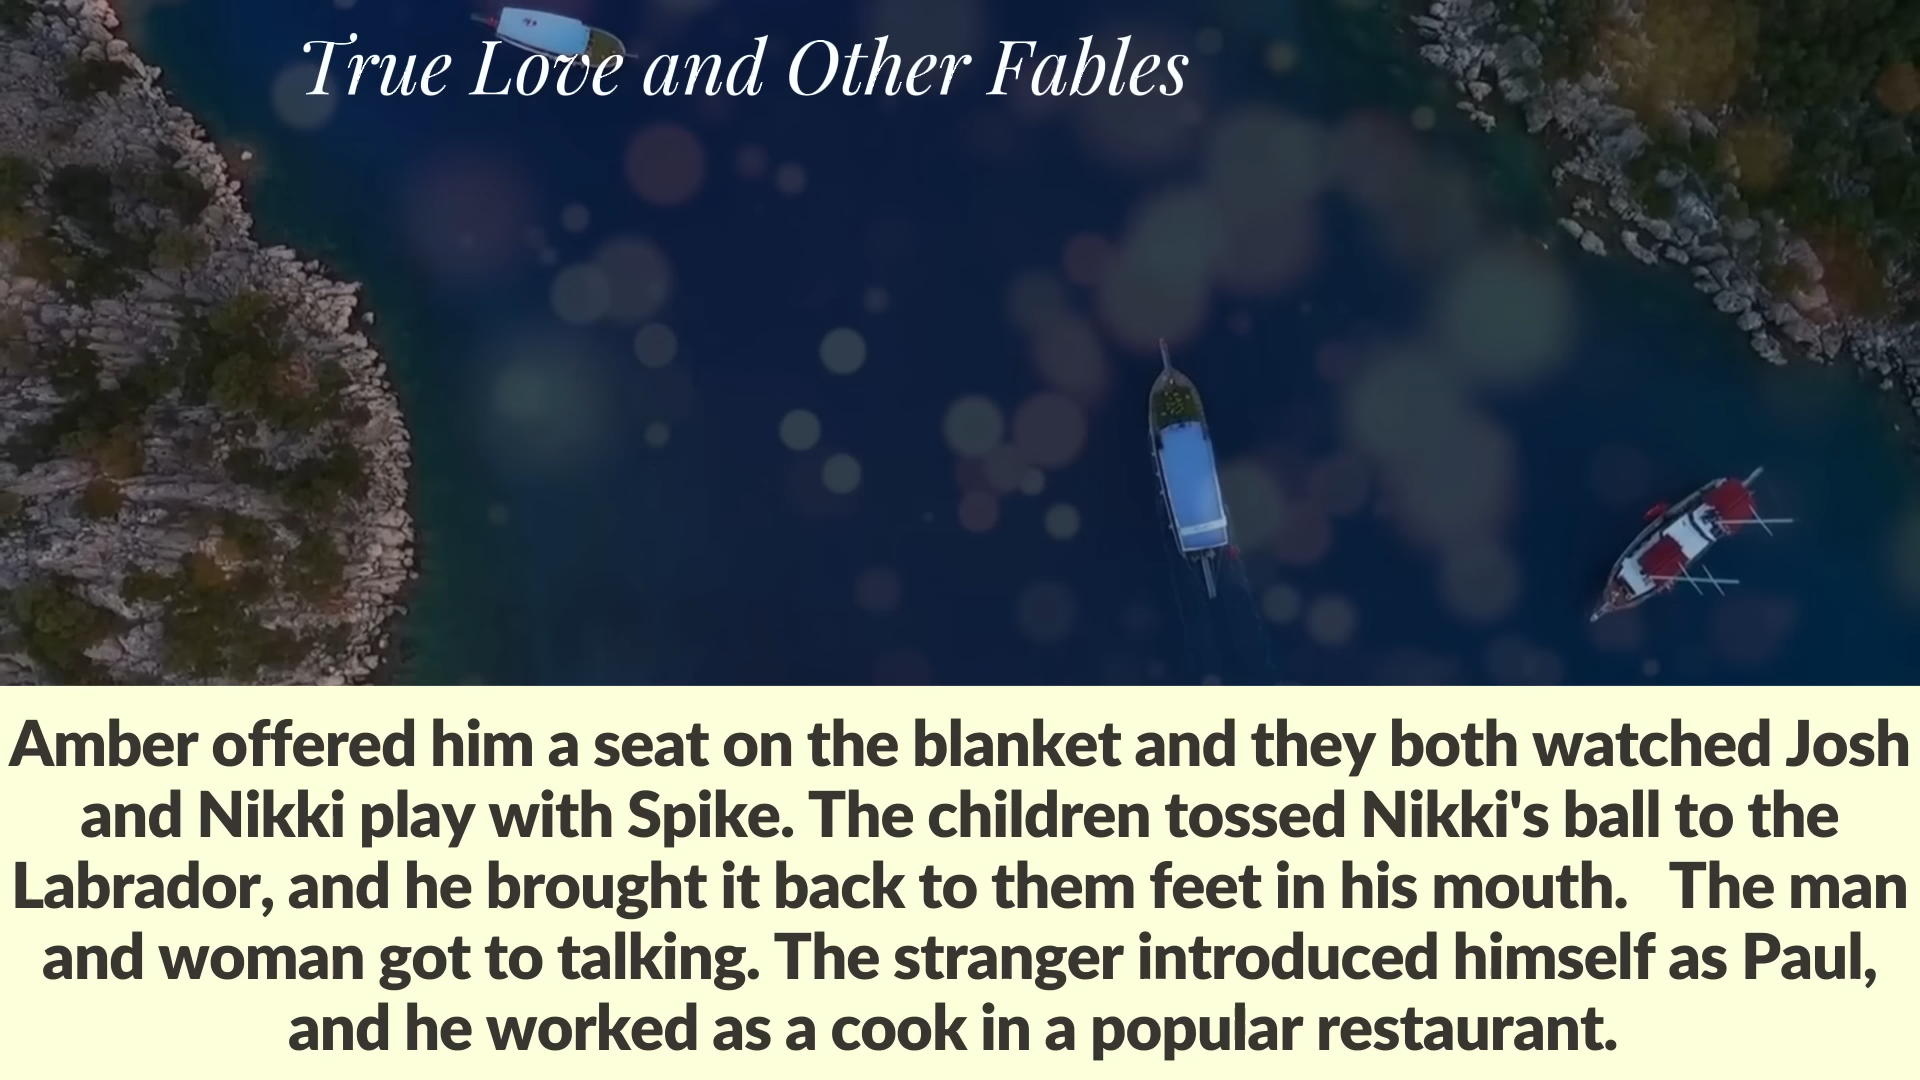 True Love and Other Fables
Amber offered him a seat on the blanket and they both watched Josh
and Nikki play with Spike. The children tossed Nikki's ball to the
Labrador, and he brought it back to them feet in his mouth.   The man
and woman got to talking. The stranger introduced himself as Paul,
and he worked as a cook in a popular restaurant.